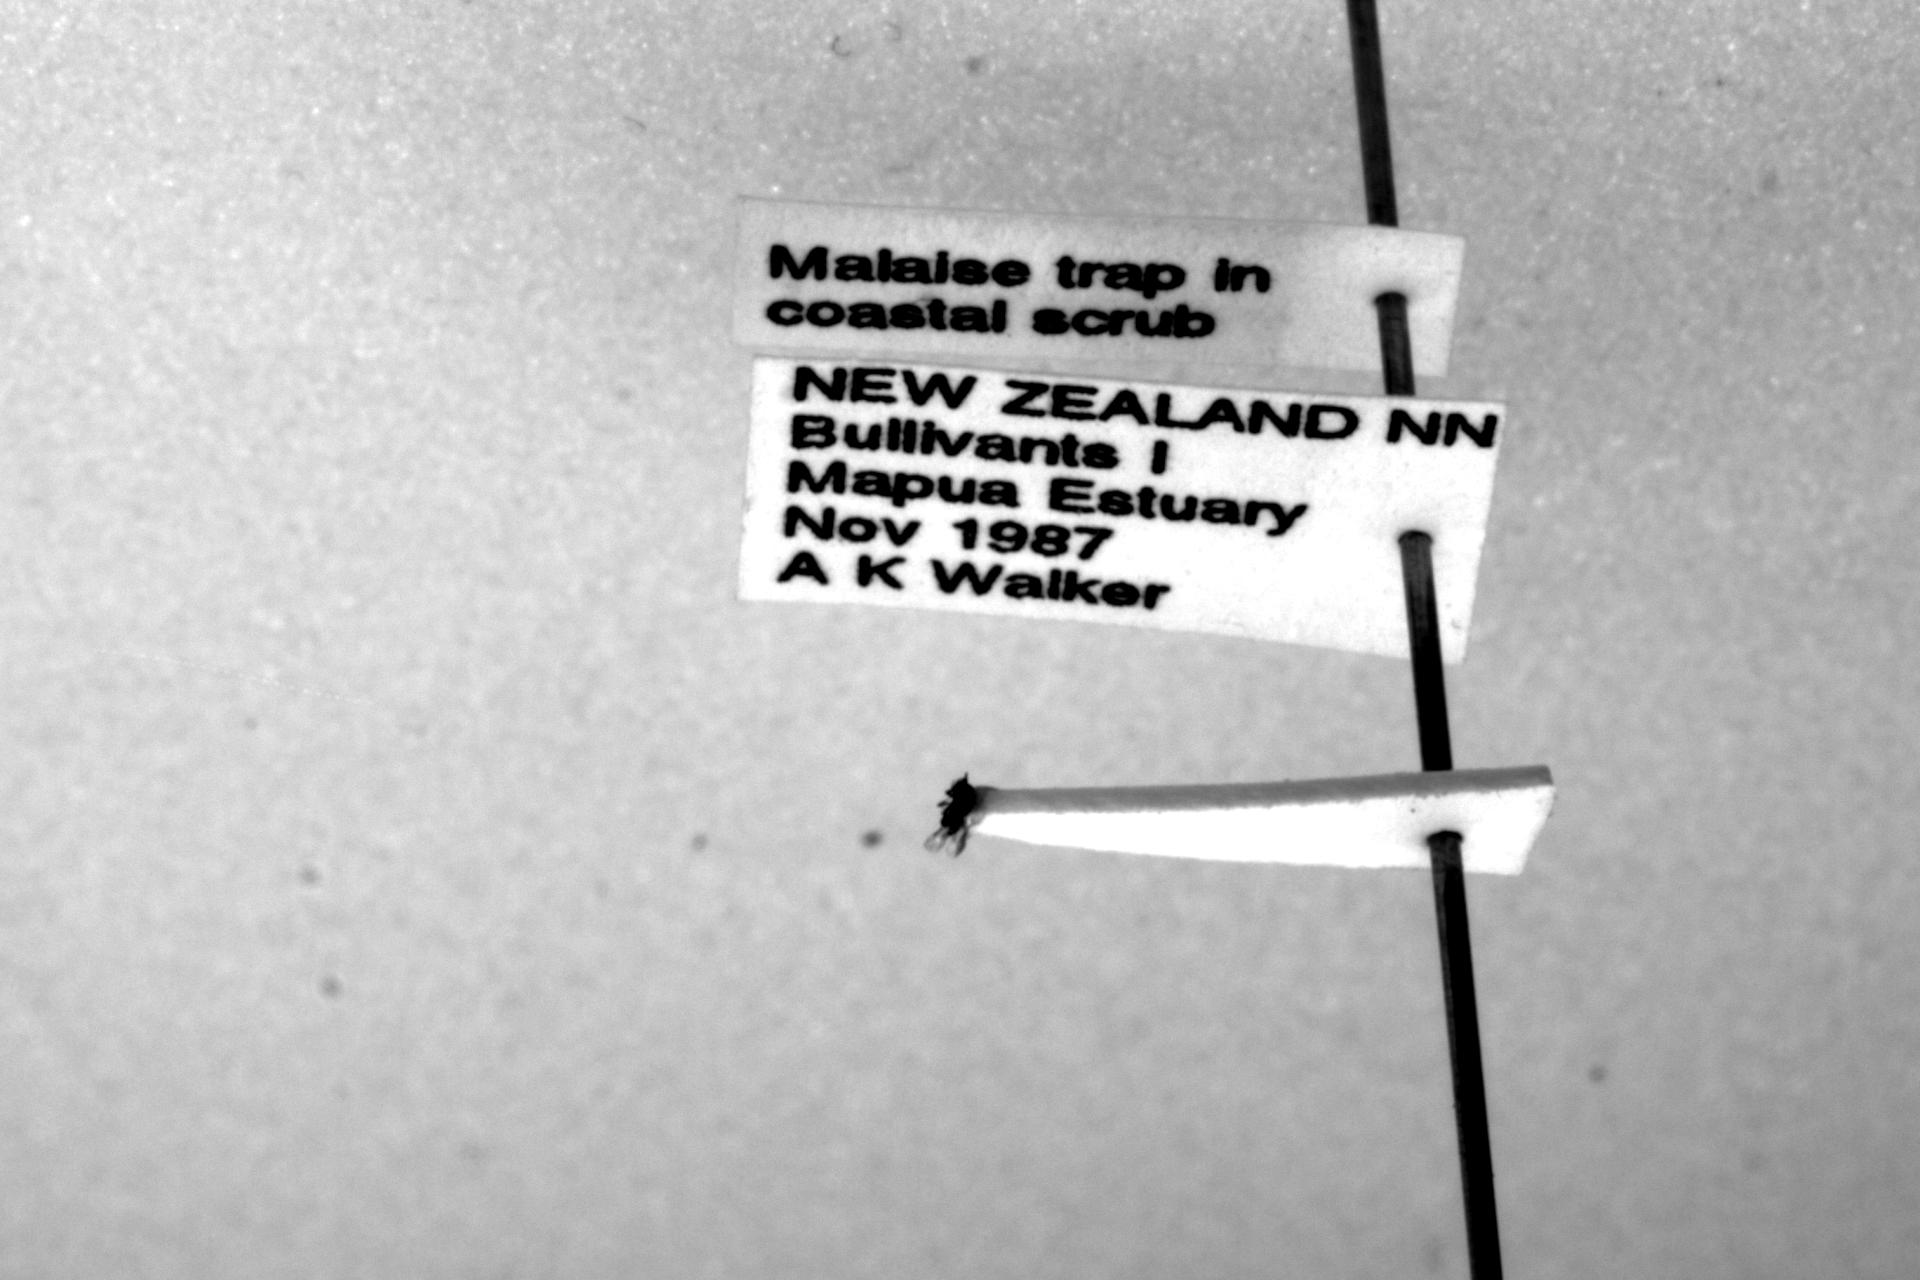 Malaise trap in
coastal scrub
NEW ZEALAND NN
Bullivants I
Mapua Estuary
Nov 1987
A K Walker